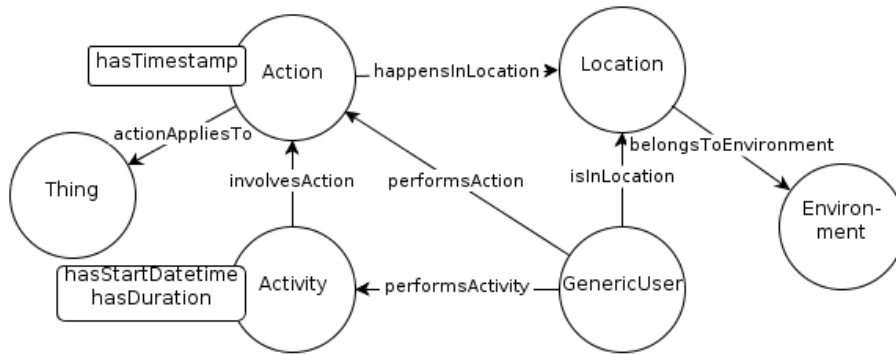 hasTimestamp
Action
happensInLocation
Location
actionAppliesTo
belongsToEnvironment
Thing
involvesAction
performsAction
isInLocation
Environ-
ment
hasStartDatetime
hasDuration
Activity
performsActivity
GenericUser